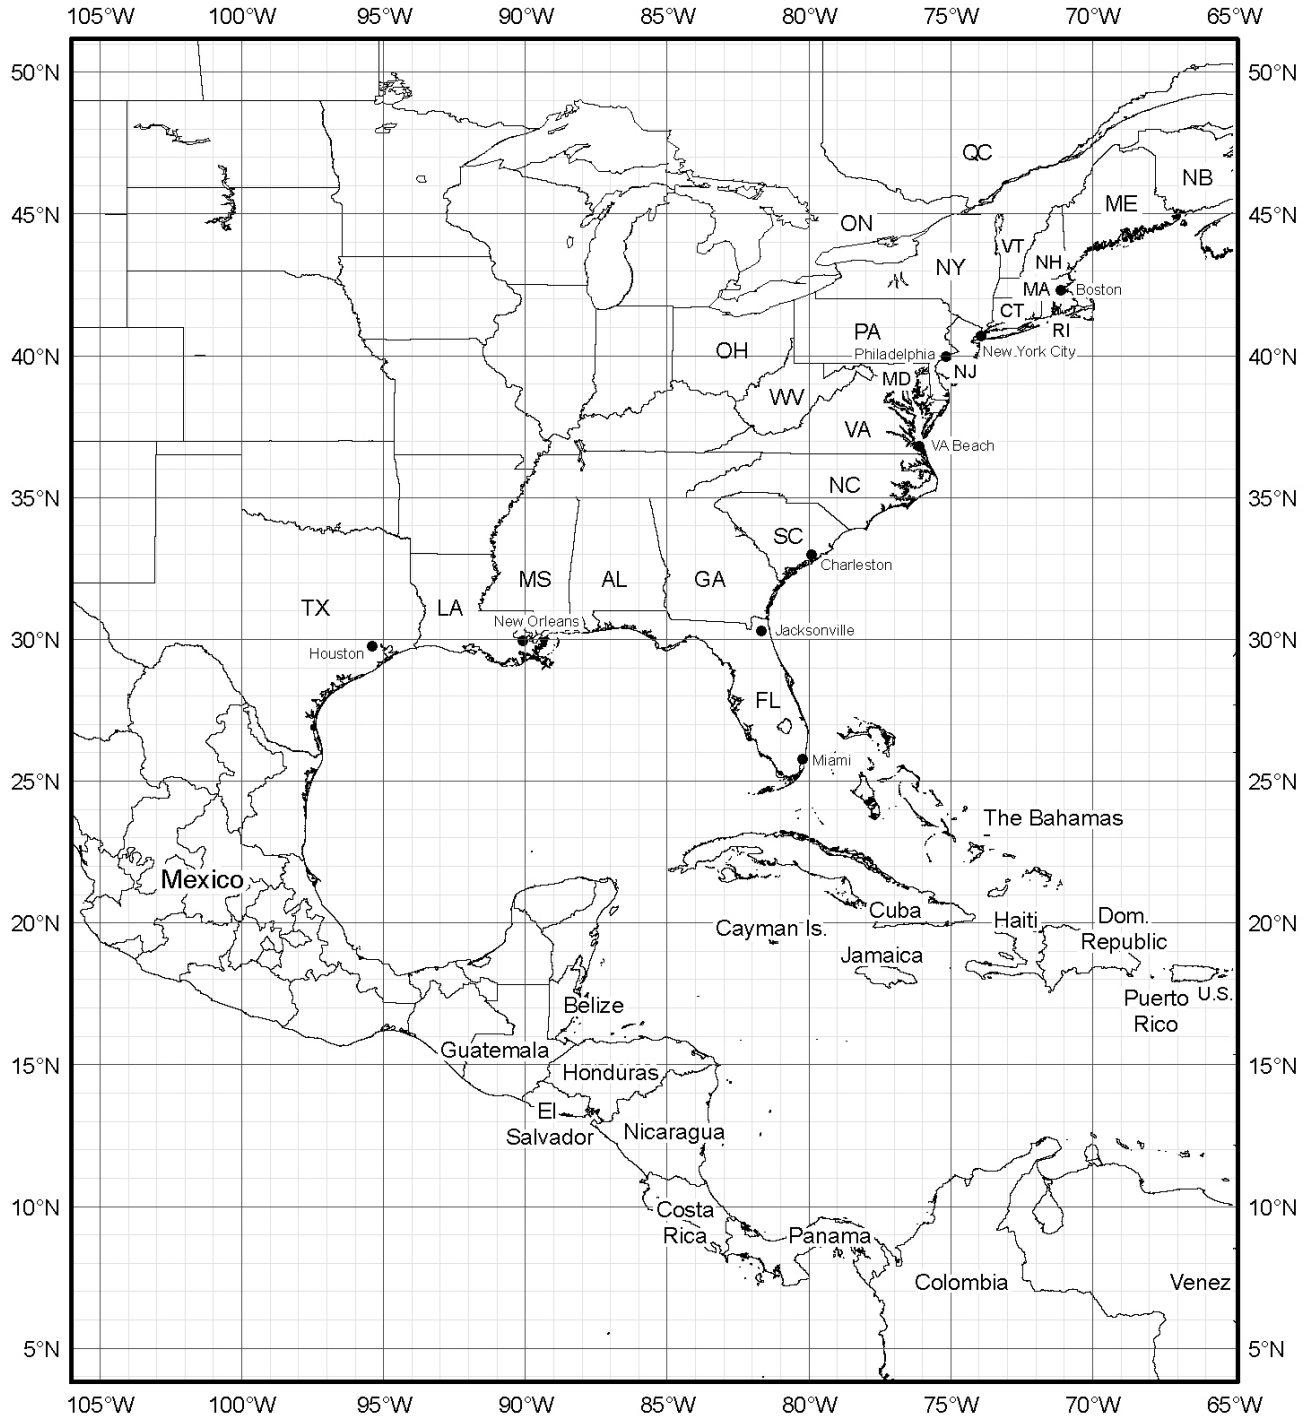 105°W 100°W 95°W 90°W 85°W 80°W 75°W 70°W 65°W
50°N 50°N
QC
NB
ME
45°N ON 45°N
VT
NY NH
MA Boston
CT
RI
PA
OH
Philadelphia New York City
40°N 40°N
NJ
MD
WV
VA
VA Beach
NC
35°N 35°N
SC
Charleston
MS AL GA
TX LA
New Orleans
Jacksonville
30°N 30°N
Houston
FL
Miami
25°N 25°N
The Bahamas
Mexico
Cuba
Dom.
Haiti
20°N 20°N
Cayman Is.
Republic
Jamaica
U.S.
Puerto
Belize
Rico
Guatemala
15°N 15°N
Honduras
El
Salvador
Nicaragua
10°N 10°N
Costa
Rica
Panama
Colombia Venez
5°N 5°N
105°W 100°W 95°W 90°W 85°W 80°W 75°W 70°W 65°W